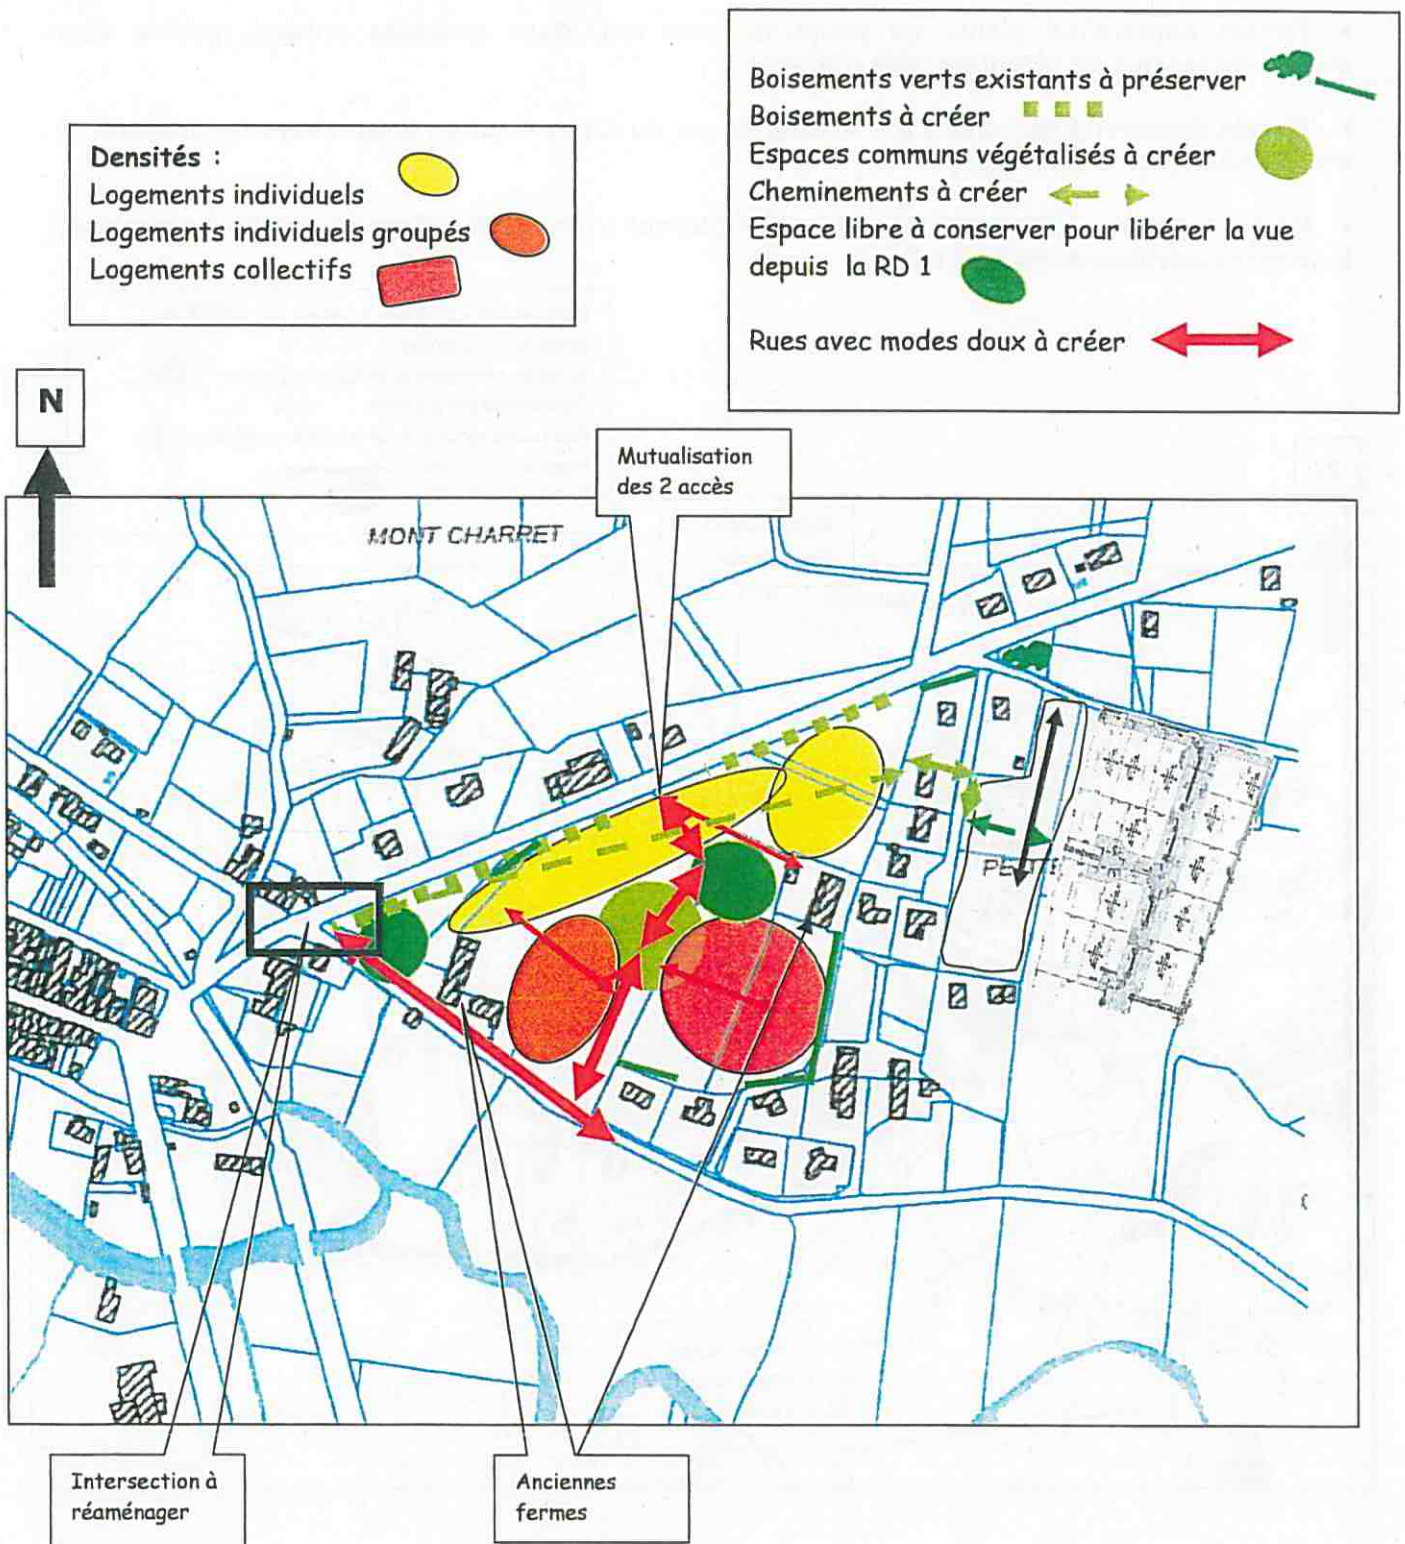 Boisements verts existants à préserver
Boisements à créer
Espaces communs végétalisés à créer
Cheminements à créer
Espace libre à conserver pour libérer la vue
depuis la RD 1
Rues avec modes doux à créer
Densités :
Logements individuels
Logements individuels groupés
Logements collectifs
N
Mutualisation
des 2 accès
MONT CHARRET
Intersection à
réaménager
Anciennes
fermes